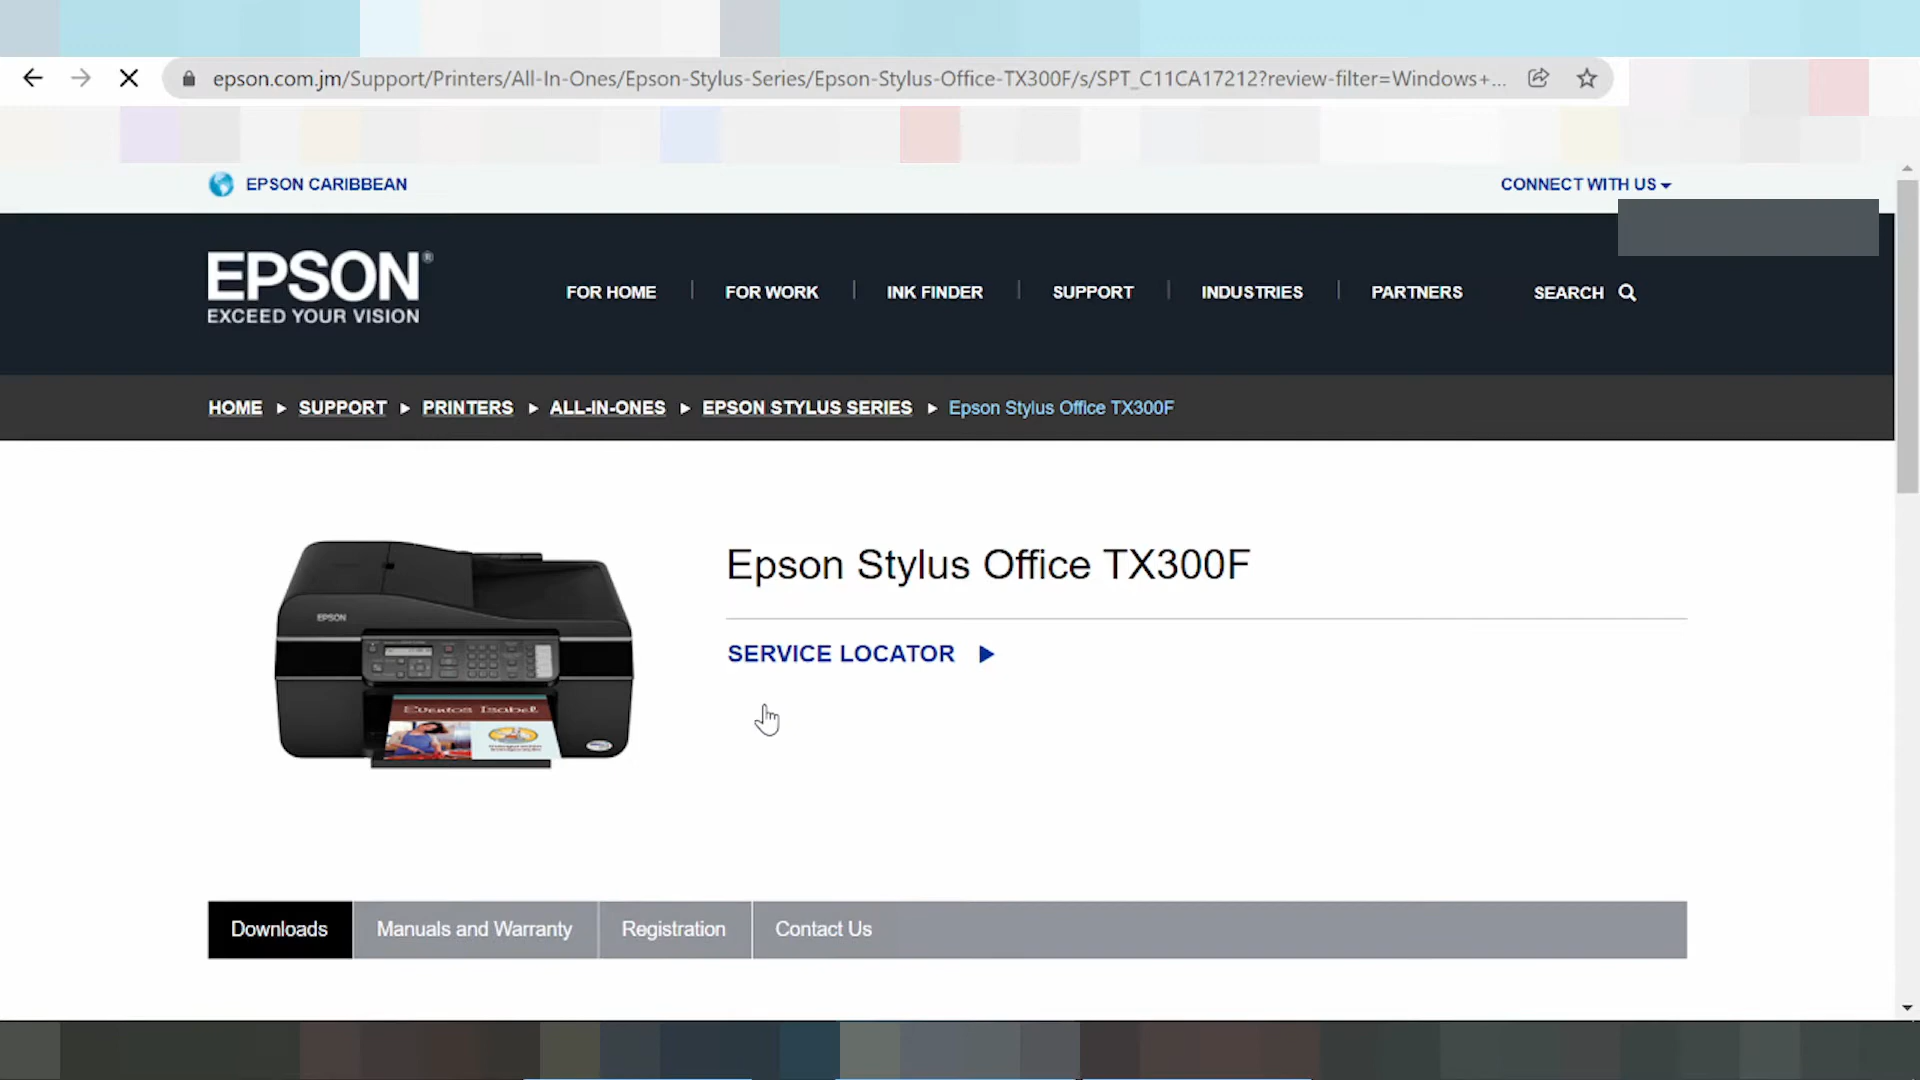 epson.com.jm/Support/Printers/All-In-Ones/Epson-Stylus-Series/Epson-Stylus-Office-TX300F/s/SPT_C11CA17212?review-filter=Windows+...
EPSON CARIBBEAN
CONNECT WITH US
EPSON®
EXCEED YOUR VISION
FOR HOME
FOR WORK
INK FINDER
SUPPORT
INDUSTRIES
PARTNERS
SEARCH
HOME
SUPPORT
PRINTERS
ALL-IN-ONES
EPSON STYLUS SERIES
Epson Stylus Office TX300F
Epson Stylus Office TX300F
SERVICE LOCATOR
EPSON
Eventos Isabel
Downloads
Manuals and Warranty
Registration
Contact Us